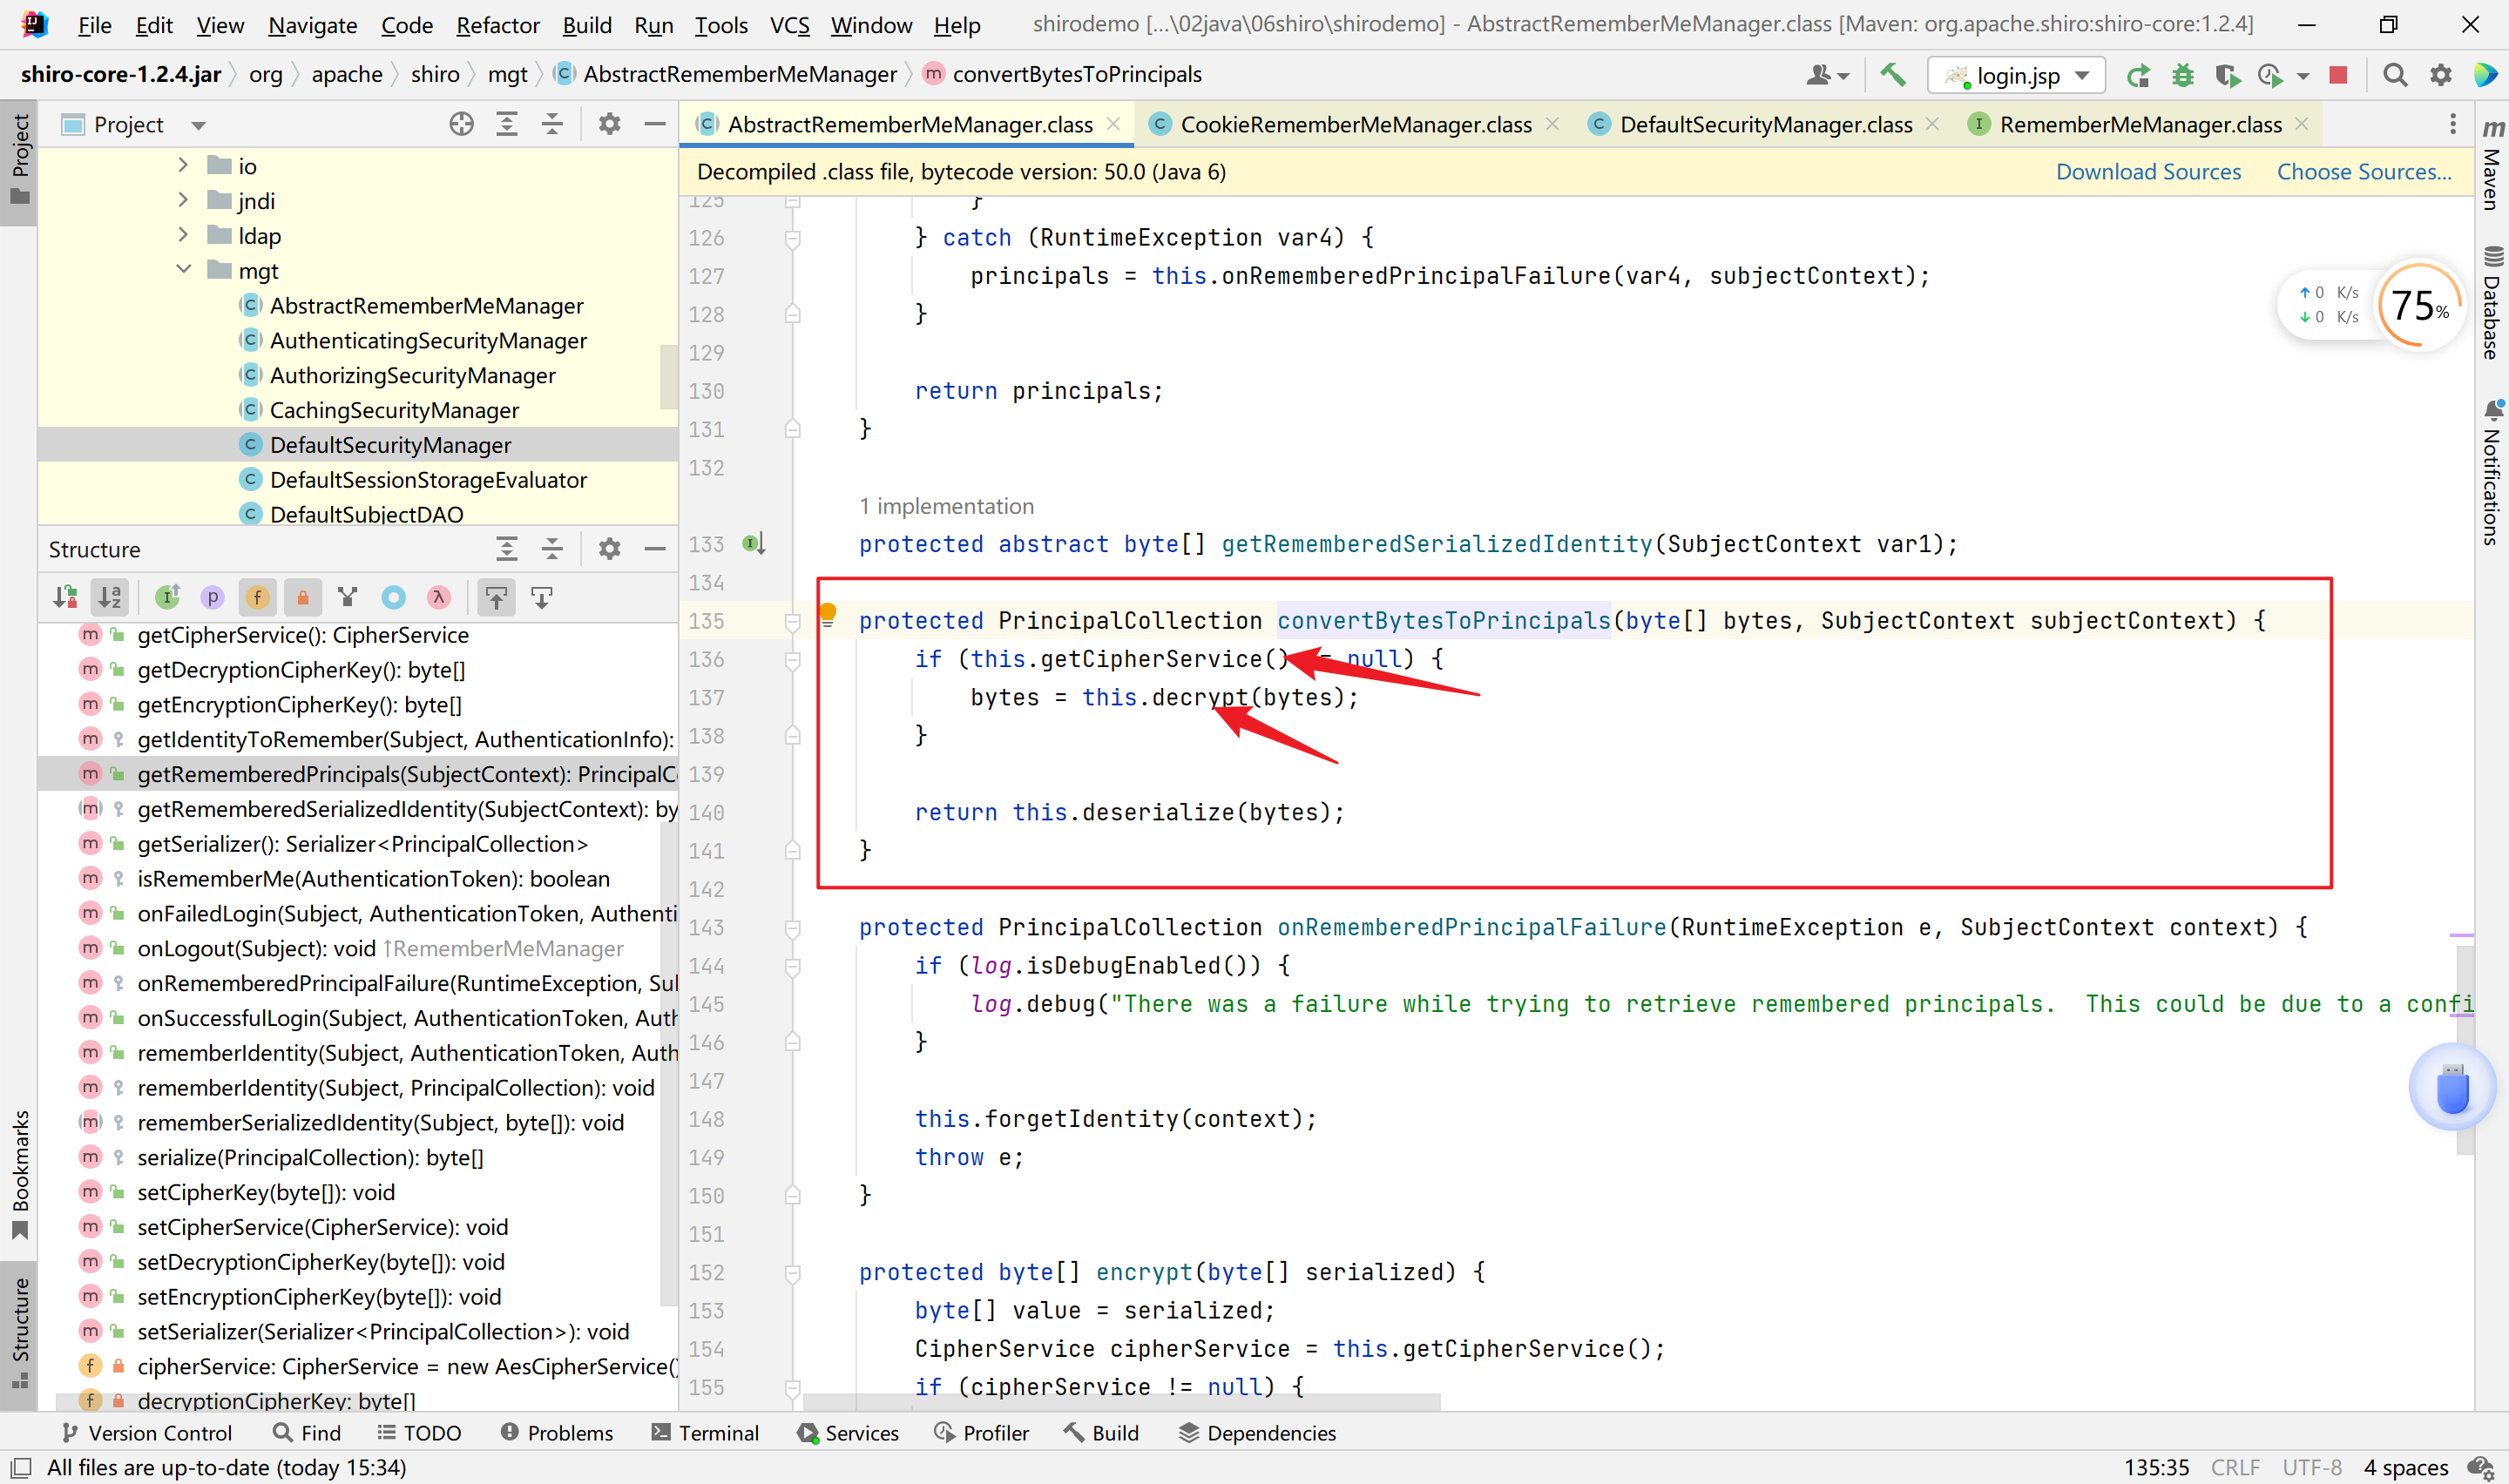 File Edit View Navigate Code Refactor Build Run Tools VCS Window Help shirodemo [...\02java\06shiro\shirodemo] - AbstractRememberMeManager.class [Maven: org.apache.shiro:shiro-core:1.2.4]
shiro-core-1.2.4.jar org apache shiro mgt AbstractRememberMeManager convertBytesToPrincipals login.jsp
Project
AbstractRememberMeManager.class CookieRememberMeManager.class DefaultSecurityManager.class RememberMeManager.class
Decompiled .class file, bytecode version: 50.0 (Java 6) Download Sources Choose Sources...
Project
io
jndi
ldap
mgt
AbstractRememberMeManager
AuthenticatingSecurityManager
AuthorizingSecurityManager
CachingSecurityManager
DefaultSecurityManager
DefaultSessionStorageEvaluator
DefaultSubjectDAO
Structure
getCipherService(): CipherService
getDecryptionCipherKey(): byte[]
getEncryptionCipherKey(): byte[]
getIdentityToRemember(Subject, AuthenticationInfo):
getRememberedPrincipals(SubjectContext): PrincipalC
getRememberedSerializedIdentity(SubjectContext): by
getSerializer(): Serializer<PrincipalCollection>
isRememberMe(AuthenticationToken): boolean
onFailedLogin(Subject, AuthenticationToken, Authenti
onLogout(Subject): void ↑RememberMeManager
onRememberedPrincipalFailure(RuntimeException, Su
onSuccessfulLogin(Subject, AuthenticationToken, Auth
rememberIdentity(Subject, AuthenticationToken, Auth
rememberIdentity(Subject, PrincipalCollection): void
rememberSerializedIdentity(Subject, byte[]): void
serialize(PrincipalCollection): byte[]
setCipherKey(byte[]): void
setCipherService(CipherService): void
setDecryptionCipherKey(byte[]): void
setEncryptionCipherKey(byte[]): void
setSerializer(Serializer<PrincipalCollection>): void
cipherService: CipherService = new AesCipherService()
decryptionCipherKey: byte[]
Bookmarks
Structure
125 }
126 } catch (RuntimeException var4) {
127 principals = this.onRememberedPrincipalFailure(var4, subjectContext);
128 }
129
130 return principals;
131 }
132
1 implementation
133 protected abstract byte[] getRememberedSerializedIdentity(SubjectContext var1);
134
135 protected PrincipalCollection convertBytesToPrincipals(byte[] bytes, SubjectContext subjectContext) {
136 if (this.getCipherService() = null) {
137 bytes = this.decrypt(bytes);
138 }
139
140 return this.deserialize(bytes);
141 }
142
143 protected PrincipalCollection onRememberedPrincipalFailure(RuntimeException e, SubjectContext context) {
144 if (log.isDebugEnabled()) {
145 log.debug("There was a failure while trying to retrieve remembered principals.  This could be due to a confi
146 }
147
148 this.forgetIdentity(context);
149 throw e;
150 }
151
152 protected byte[] encrypt(byte[] serialized) {
153 byte[] value = serialized;
154 CipherService cipherService = this.getCipherService();
155 if (cipherService != null) {
↑ 0 K/s
↓ 0 K/s
75%
m Maven
Database
Notifications
Version Control Find TODO Problems Terminal Services Profiler Build Dependencies
All files are up-to-date (today 15:34) 135:35 CRLF UTF-8 4 spaces